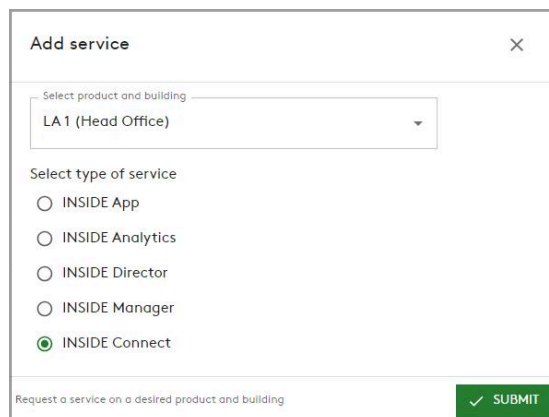 Add service
Select product and building
LA 1 (Head Office)
Select type of service
INSIDE App
INSIDE Analytics
INSIDE Director
INSIDE Manager
INSIDE Connect
Request a service on a desired product and building
SUBMIT